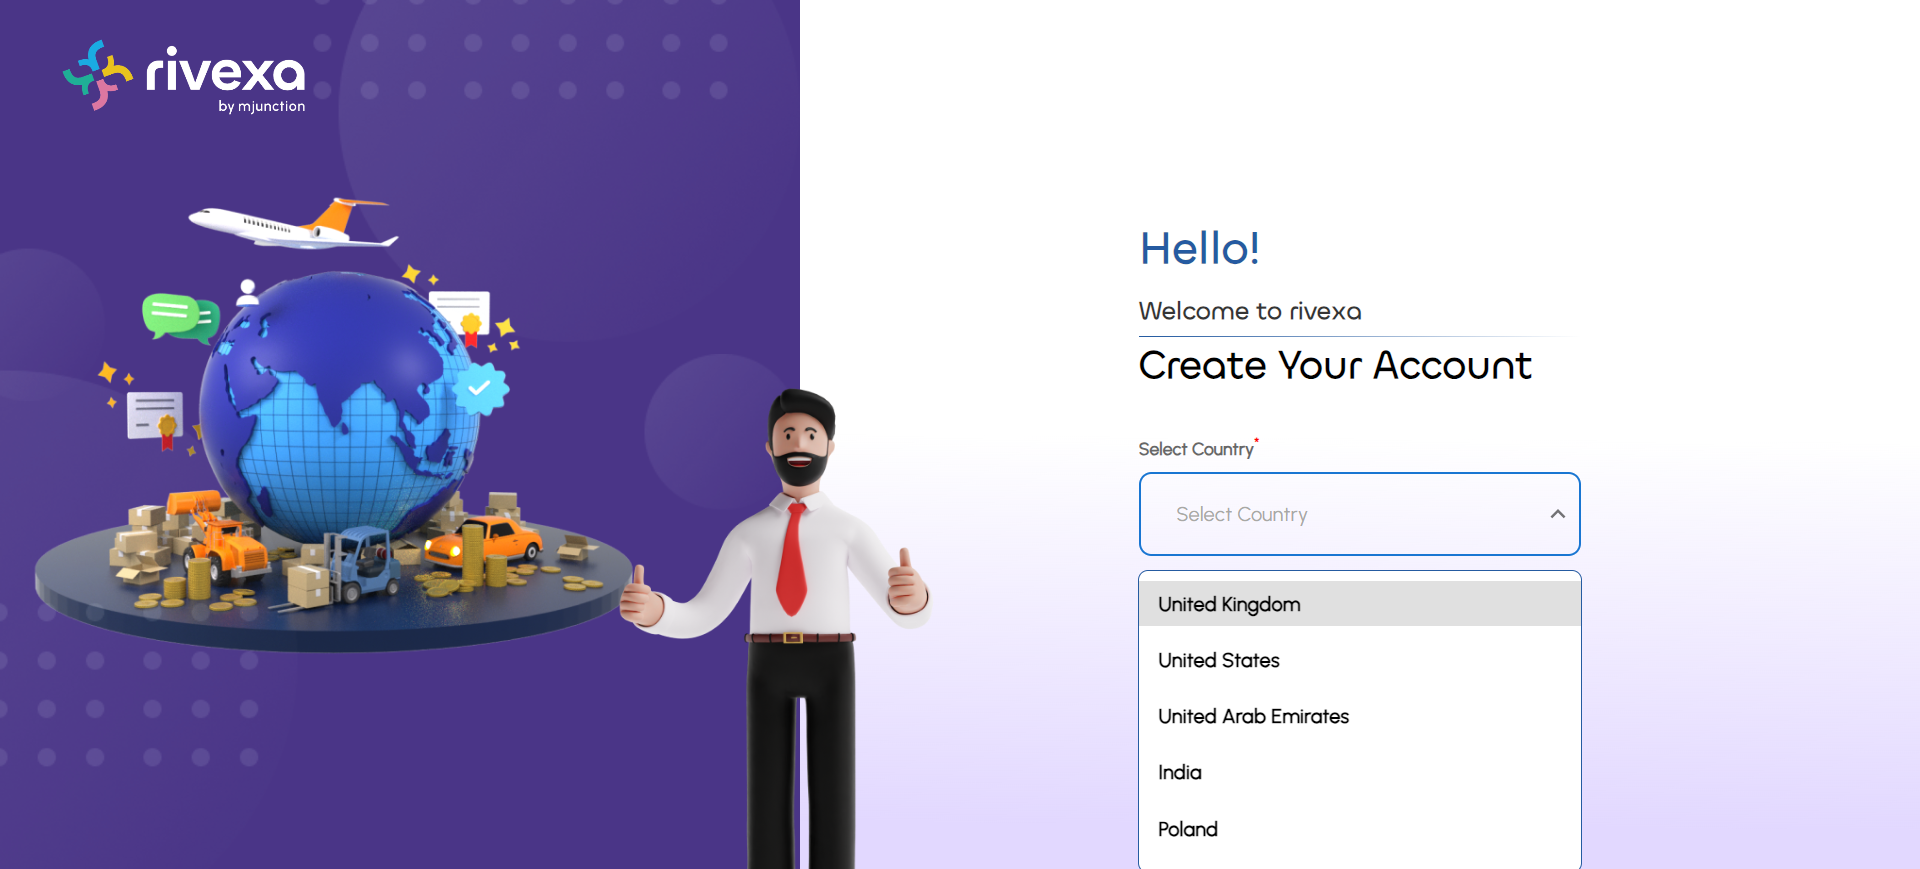 rivexa
by mjunction
Hello!
Welcome to rivexa
Create Your Account
Select Country*
Select Country
United Kingdom
United States
United Arab Emirates
India
Poland